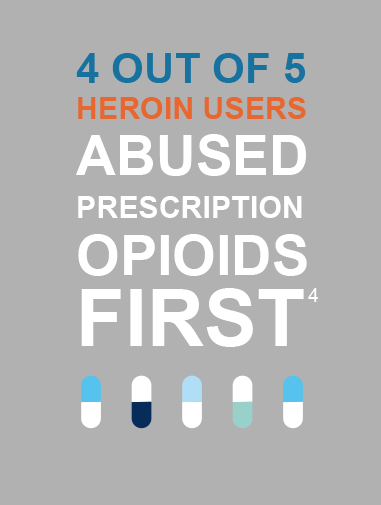 4 OUT OF 5
HEROIN USERS
ABUSED
PRESCRIPTION
OPIOIDS
FIRST4